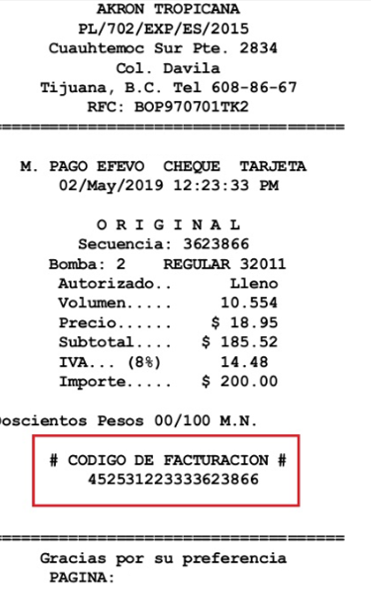 AKRON TROPICANA
PL/702/EXP/ES/2015
Cuauhtemoc Sur Pte. 2834
Col. Davila
Tijuana, B.C. Tel 608-86-67
RFC: BOP970701TK2
=======================================
M. PAGO EFEVO CHEQUE TARJETA
02/May/2019 12:23:33 PM
O R I G I N A L
Secuencia: 3623866
Bomba: 2 REGULAR 32011
Autorizado.. Lleno
Volumen..... 10.554
Precio...... $ 18.95
Subtotal.... $ 185.52
IVA... (8%) 14.48
Importe..... $ 200.00
Doscientos Pesos 00/100 M.N.
# CODIGO DE FACTURACION #
452531223333623866
=======================================
Gracias por su preferencia
PAGINA: